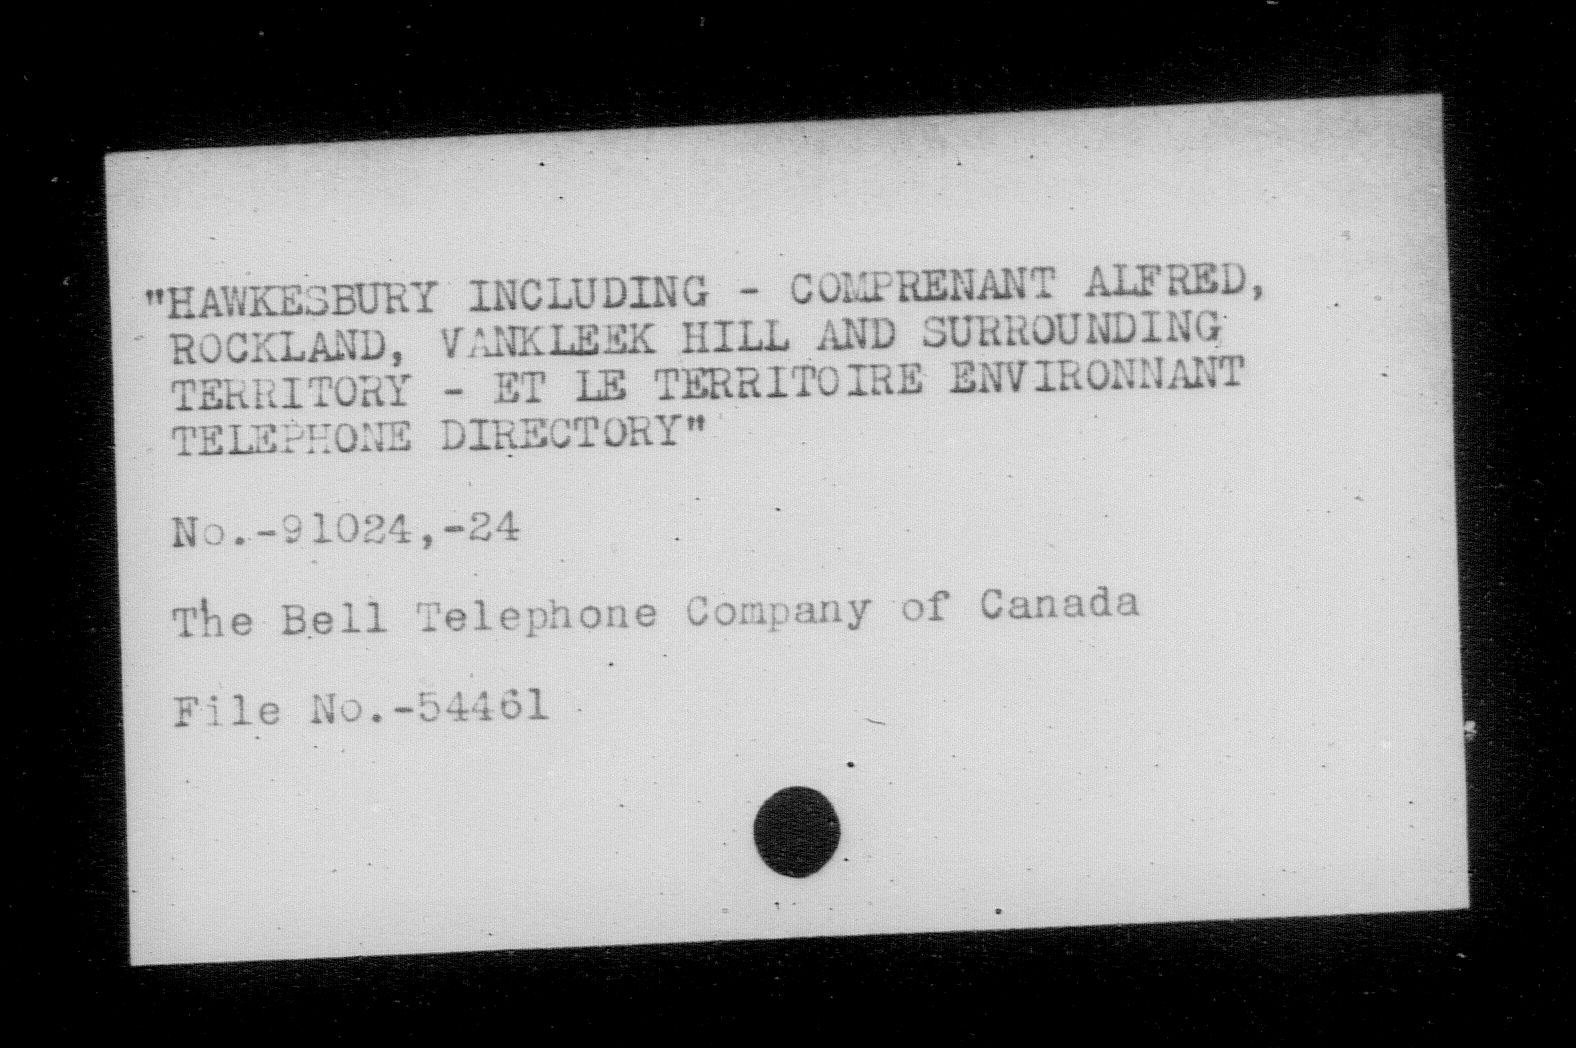 "HAWKESBURY INCLUDING - COMPRENANT ALFRED,
ROCKLAND, VANKLEEK HILL AND SURROUNDING
TERRITORY - ET LE TERRITOIRE ENVIRONNANT
TELEPHONE DIRECTORY"
No.-91024,-24
The Bell Telephone Company of Canada
File No.-54461